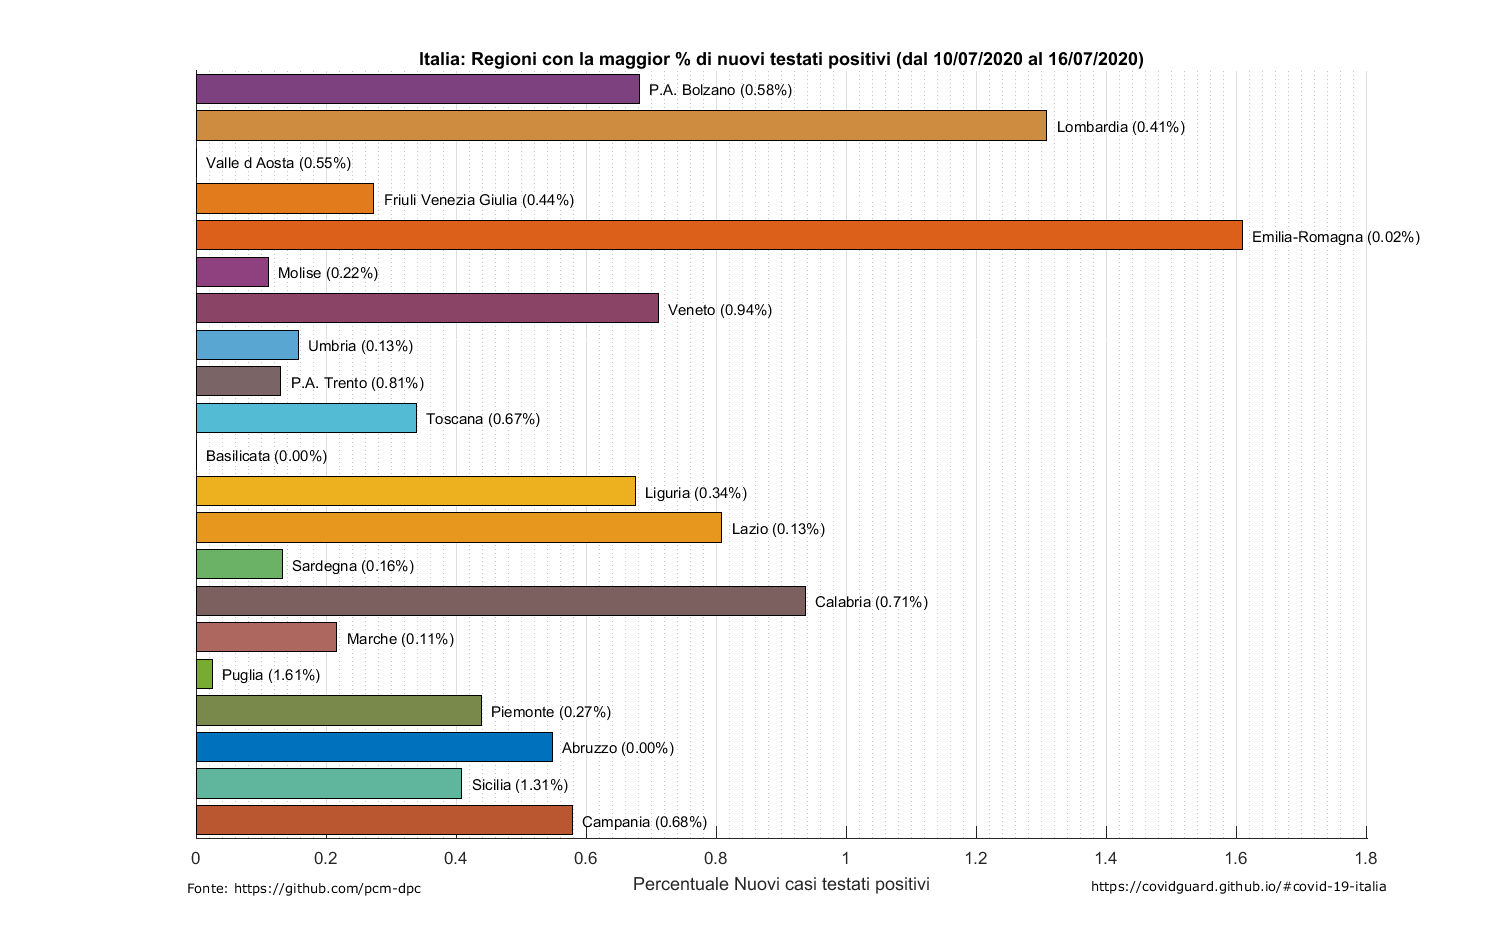 Italia: Regioni con la maggior % di nuovi testati positivi (dal 10/07/2020 al 16/07/2020)
P.A. Bolzano (0.58%)
Lombardia (0.41%)
Valle d Aosta (0.55%)
Friuli Venezia Giulia (0.44%)
Emilia-Romagna (0.02%)
Molise (0.22%)
Veneto (0.94%)
Umbria (0.13%)
P.A. Trento (0.81%)
Toscana (0.67%)
Basilicata (0.00%)
Liguria (0.34%)
Lazio (0.13%)
Sardegna (0.16%)
Calabria (0.71%)
Marche (0.11%)
Puglia (1.61%)
Piemonte (0.27%)
Abruzzo (0.00%)
Sicilia (1.31%)
Campania (0.68%)
0 0.2 0.4 0.6 0.8 1 1.2 1.4 1.6 1.8
Percentuale Nuovi casi testati positivi
Fonte: https://github.com/pcm-dpc
https://covidguard.github.io/#covid-19-italia